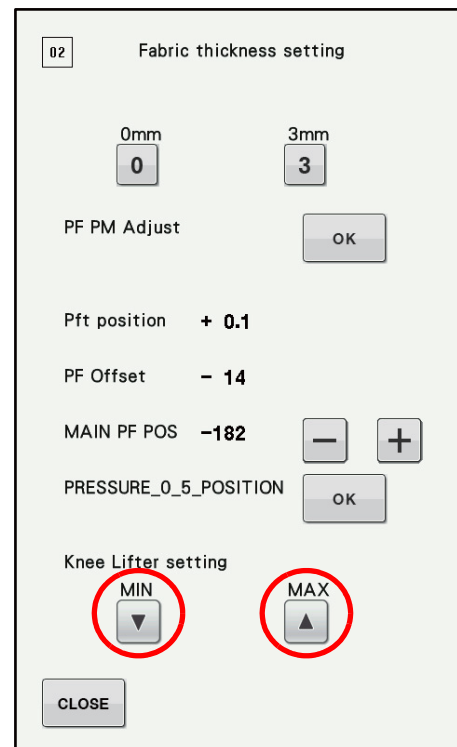 02 Fabric thickness setting
0mm 3mm
0 3
PF PM Adjust OK
Pft position + 0.1
PF Offset - 14
MAIN PF POS -182 - +
PRESSURE_0_5_POSITION OK
Knee Lifter setting
MIN MAX
▼ ▲
CLOSE